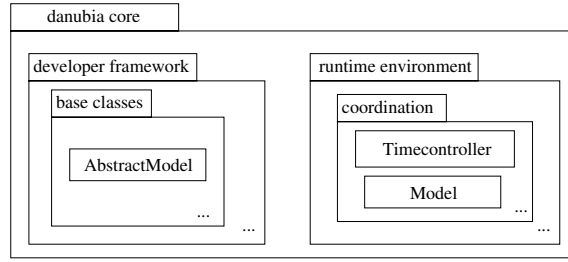 danubia core
developer framework
base classes
AbstractModel
...
...
runtime environment
coordination
Timecontroller
Model
...
...